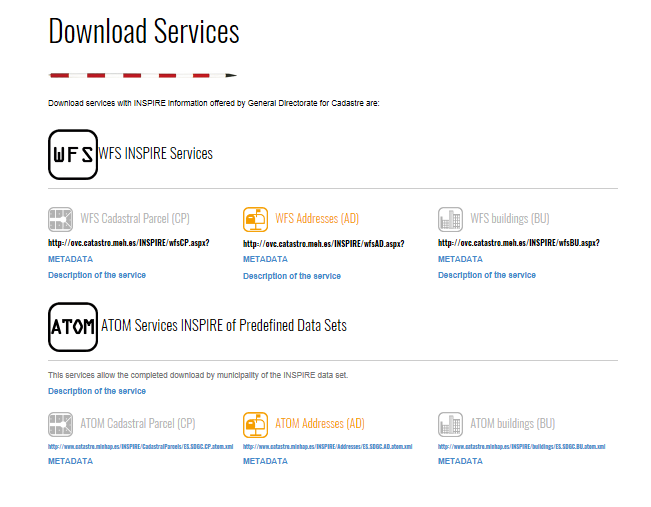 Download Services
Download services with INSPIRE information offered by General Directorate for Cadastre are:
WFS WFS INSPIRE Services
WFS Cadastral Parcel (CP) WFS Addresses (AD) WFS buildings (BU)
http://ovc.catastro.meh.es/INSPIRE/wfsCP.aspx? http://ovc.catastro.meh.es/INSPIRE/wfsAD.aspx? http://ovc.catastro.meh.es/INSPIRE/wfsBU.aspx?
METADATA METADATA METADATA
Description of the service Description of the service Description of the service
ATOM ATOM Services INSPIRE of Predefined Data Sets
This services allow the completed download by municipality of the INSPIRE data set.
Description of the service
ATOM Cadastral Parcel (CP) ATOM Addresses (AD) ATOM buildings (BU)
http://www.catastro.minhap.es/INSPIRE/CadastralParcels/ES.SDGC.CP.atom.xml http://www.catastro.minhap.es/INSPIRE/Addresses/ES.SDGC.AD.atom.xml http://www.catastro.minhap.es/INSPIRE/buildings/ES.SDGC.BU.atom.xml
METADATA METADATA METADATA